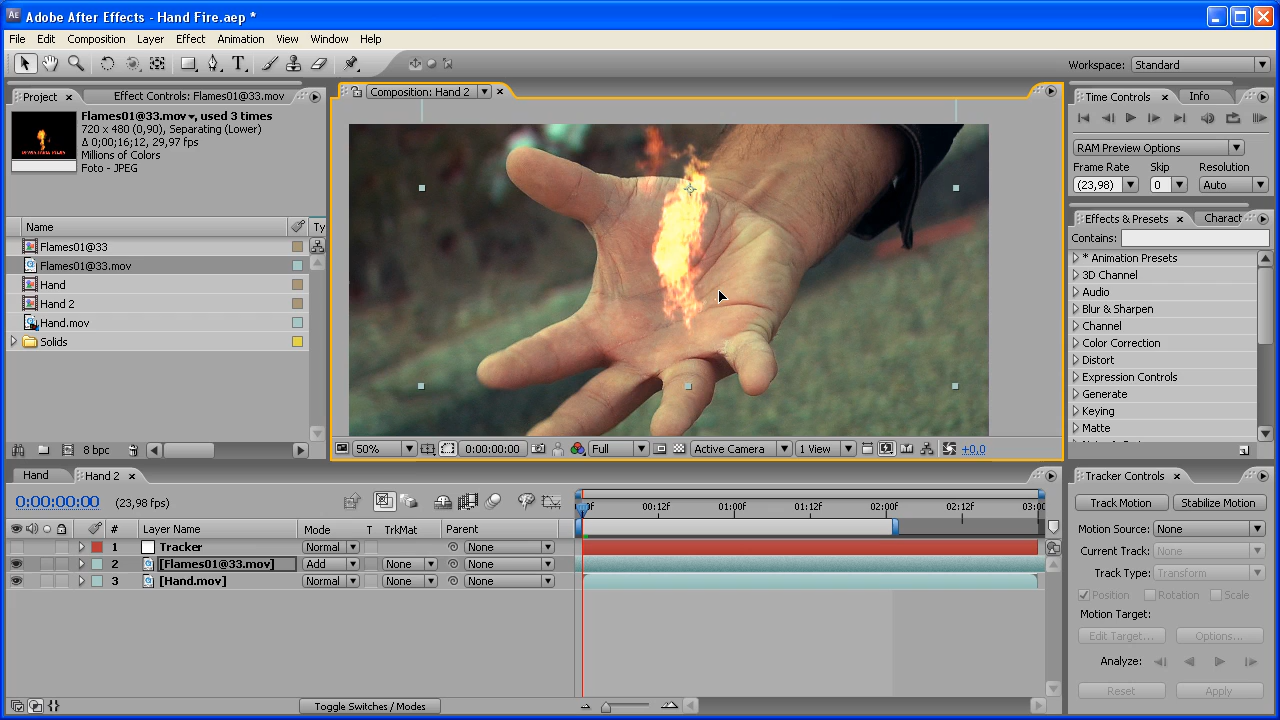 Adobe After Effects - Hand Fire.aep *
File Edit Composition Layer Effect Animation View Window Help
Workspace: Standard
Project
Effect Controls: Flames01@33.mov
Flames01@33.mov, used 3 times
720 x 480 (0,90), Separating (Lower)
Δ 0;00;16;12, 29,97 fps
Millions of Colors
Foto - JPEG
Name Ty
Flames01@33
Flames01@33.mov
Hand
Hand 2
Hand.mov
Solids
8 bpc
Composition: Hand 2
50% 0:00:00:00 Full Active Camera 1 View +0,0
Time Controls Info
RAM Preview Options
Frame Rate Skip Resolution
(23,98) 0 Auto
Effects & Presets Charact
Contains:
* Animation Presets
3D Channel
Audio
Blur & Sharpen
Channel
Color Correction
Distort
Expression Controls
Generate
Keying
Matte
Hand Hand 2
0:00:00:00 (23,98 fps)
00:12F 01:00F 01:12F 02:00F 02:12F 03:00
# Layer Name Mode T TrkMat Parent
1 Tracker Normal None
2 [Flames01@33.mov] Add None None
3 [Hand.mov] Normal None None
Toggle Switches / Modes
Tracker Controls
Track Motion Stabilize Motion
Motion Source: None
Current Track: None
Track Type: Transform
Position Rotation Scale
Motion Target:
Edit Target... Options...
Analyze:
Reset Apply